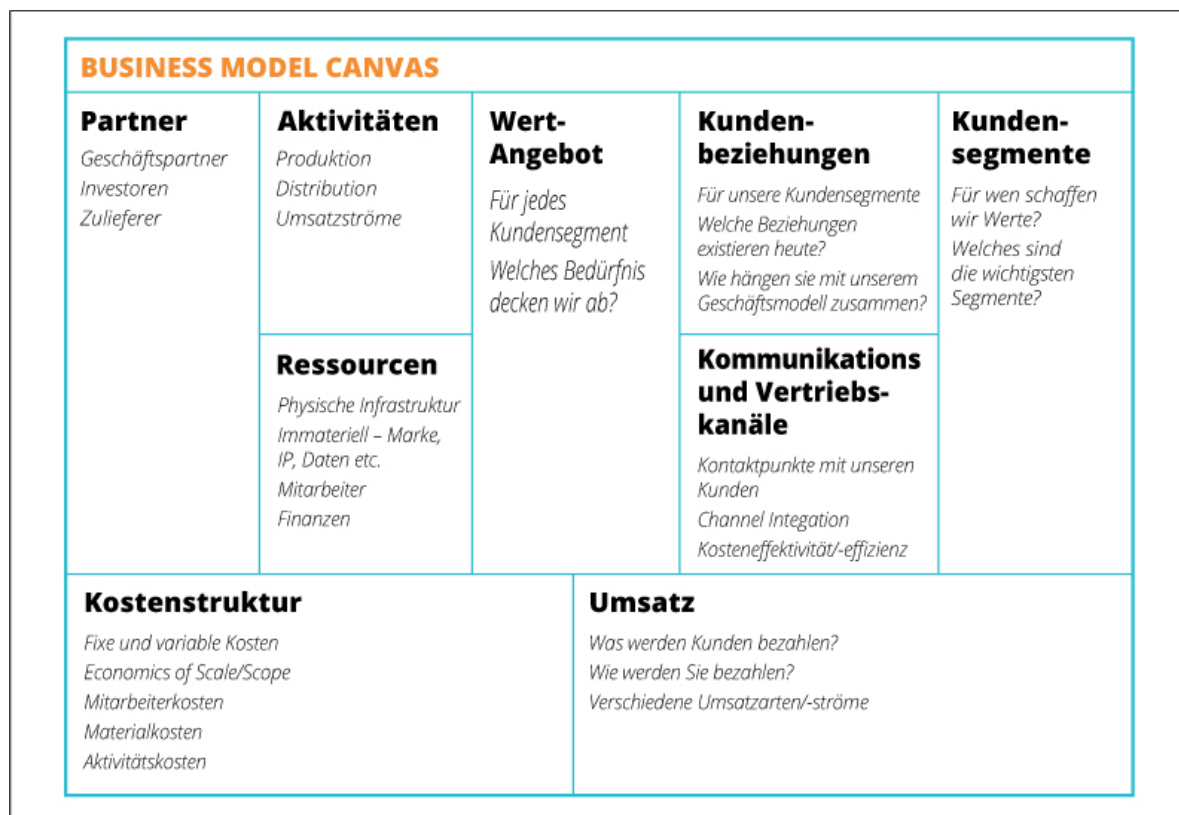 BUSINESS MODEL CANVAS
Partner
Geschäftspartner
Investoren
Zulieferer
Aktivitäten
Produktion
Distribution
Umsatzströme
Ressourcen
Physische Infrastruktur
Immateriell – Marke,
IP, Daten etc.
Mitarbeiter
Finanzen
Wert-
Angebot
Für jedes
Kundensegment
Welches Bedürfnis
decken wir ab?
Kunden-
beziehungen
Für unsere Kundensegmente
Welche Beziehungen
existieren heute?
Wie hängen sie mit unserem
Geschäftsmodell zusammen?
Kommunikations
und Vertriebs-
kanäle
Kontaktpunkte mit unseren
Kunden
Channel Integation
Kosteneffektivität/-effizienz
Kunden-
segmente
Für wen schaffen
wir Werte?
Welches sind
die wichtigsten
Segmente?
Kostenstruktur
Fixe und variable Kosten
Economics of Scale/Scope
Mitarbeiterkosten
Materialkosten
Aktivitätskosten
Umsatz
Was werden Kunden bezahlen?
Wie werden Sie bezahlen?
Verschiedene Umsatzarten/-ströme